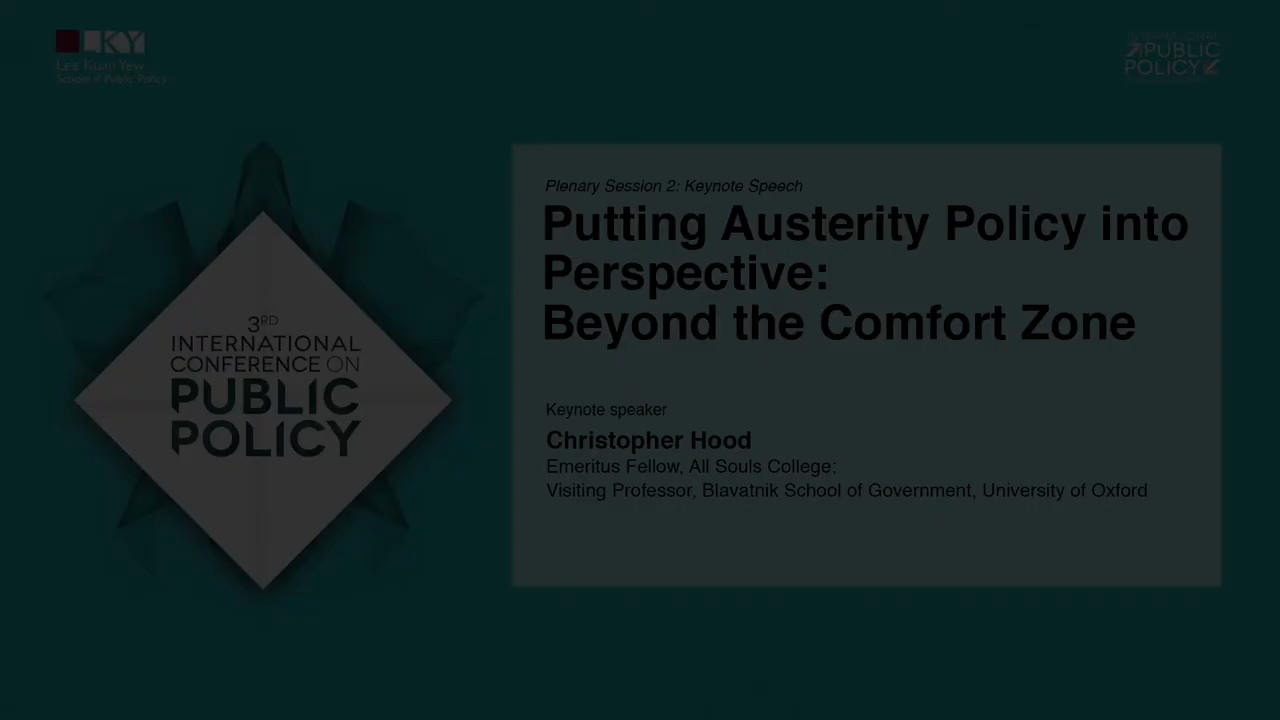 LKY
Lee Kuan Yew
School of Public Policy
INTERNATIONAL
PUBLIC
POLICY
3RD
INTERNATIONAL
CONFERENCE ON
PUBLIC
POLICY
Plenary Session 2: Keynote Speech
Putting Austerity Policy into
Perspective:
Beyond the Comfort Zone
Keynote speaker
Christopher Hood
Emeritus Fellow, All Souls College;
Visiting Professor, Blavatnik School of Government, University of Oxford